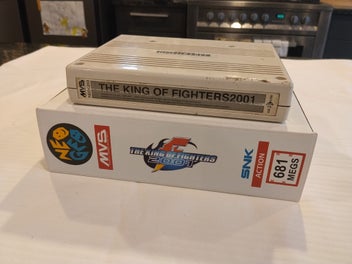 MVS
THE KING OF FIGHTERS2001
NEO
GEO
MVS
THE KING OF FIGHTERS
2001
SNK
ACTION
681
MEGS